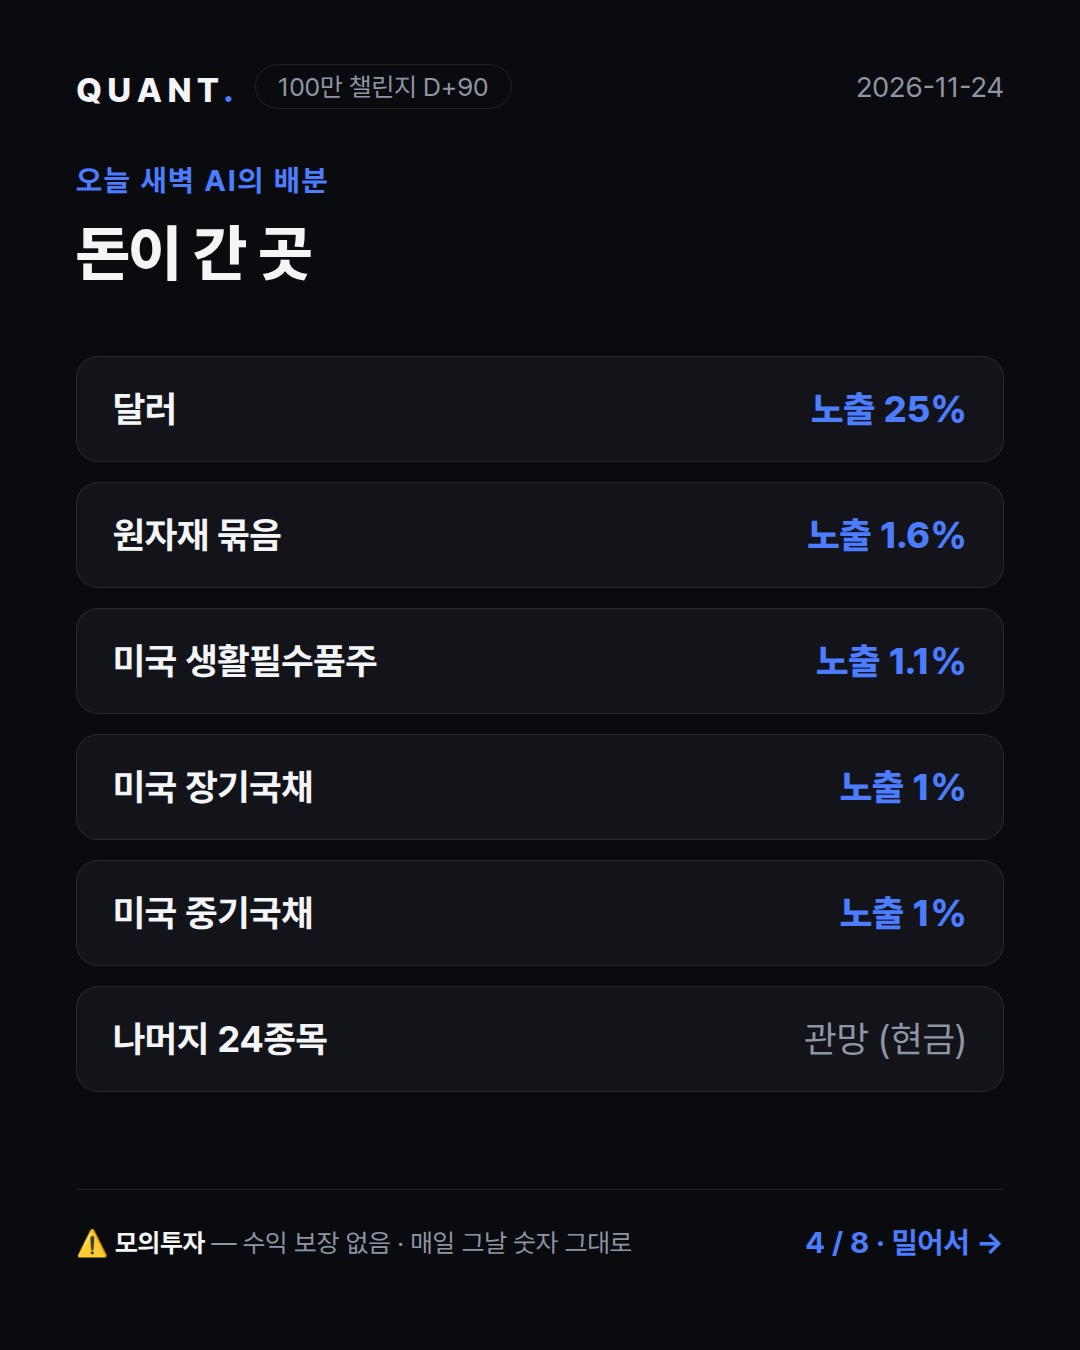 QUANT. 100만 챌린지 D+90 2026-11-24
오늘 새벽 AI의 배분
돈이 간 곳
달러 노출 25%
원자재 묶음 노출 1.6%
미국 생활필수품주 노출 1.1%
미국 장기국채 노출 1%
미국 중기국채 노출 1%
나머지 24종목 관망 (현금)
⚠️ 모의투자 — 수익 보장 없음 · 매일 그날 숫자 그대로 4 / 8 · 밀어서 →